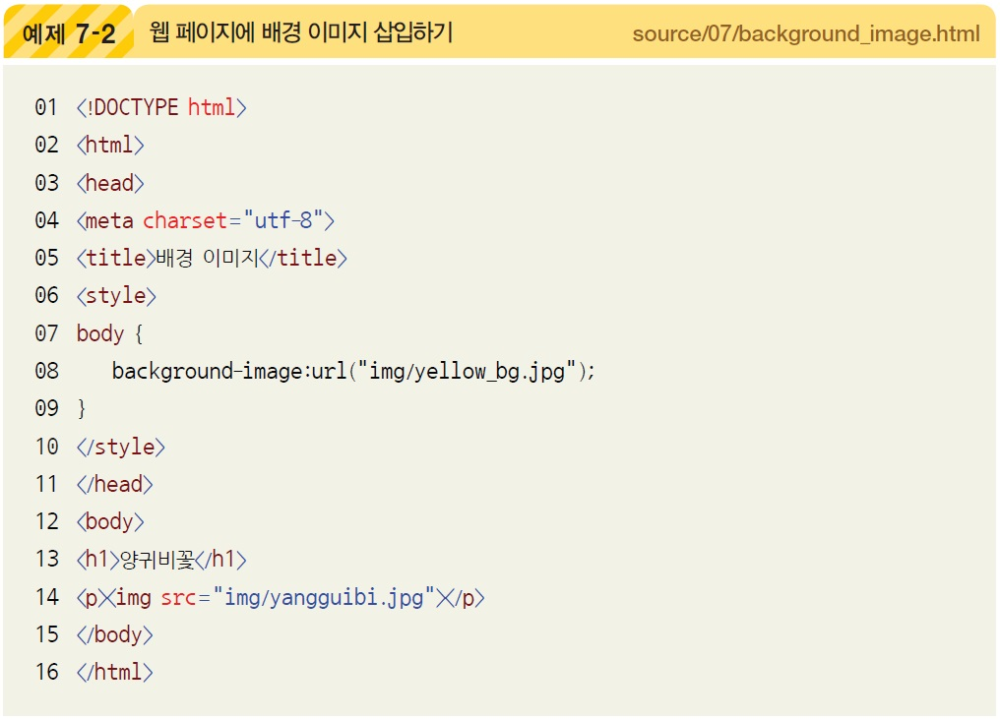 예제 7-2 웹 페이지에 배경 이미지 삽입하기 source/07/background_image.html
01 <!DOCTYPE html>
02 <html>
03 <head>
04 <meta charset="utf-8">
05 <title>배경 이미지</title>
06 <style>
07 body {
08 background-image:url("img/yellow_bg.jpg");
09 }
10 </style>
11 </head>
12 <body>
13 <h1>양귀비꽃</h1>
14 <p><img src="img/yangguibi.jpg"></p>
15 </body>
16 </html>